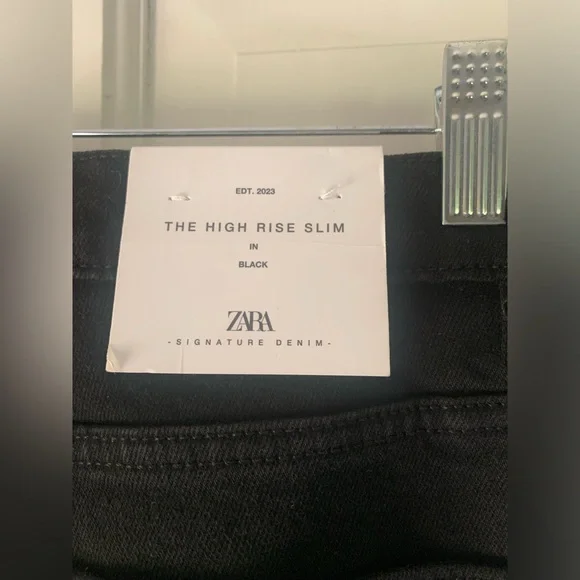 EDT. 2023
THE HIGH RISE SLIM
IN
BLACK
ZARA
- SIGNATURE DENIM -